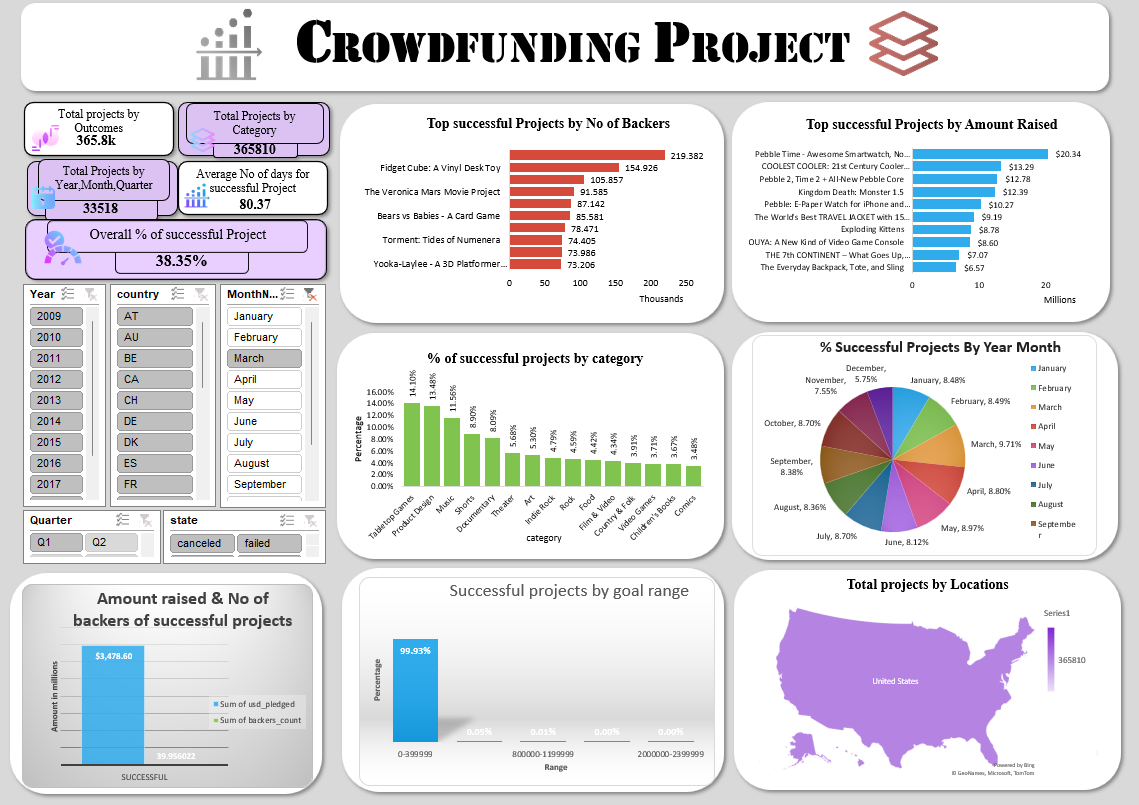 CROWDFUNDING PROJECT
Total projects by
Outcomes
365.8k
Total Projects by
Category
365810
Total Projects by
Year,Month,Quarter
33518
Average No of days for
successful Project
80.37
Overall % of successful Project
38.35%
Year
2009
2010
2011
2012
2013
2014
2015
2016
2017
country
AT
AU
BE
CA
CH
DE
DK
ES
FR
MonthN...
January
February
March
April
May
June
July
August
September
Quarter
Q1 Q2
state
canceled failed
Top successful Projects by No of Backers
219.382
Fidget Cube: A Vinyl Desk Toy 154.926
105.857
The Veronica Mars Movie Project 91.585
87.142
Bears vs Babies - A Card Game 85.581
78.471
Torment: Tides of Numenera 74.405
73.986
Yooka-Laylee - A 3D Platformer... 73.206
0 50 100 150 200 250
Thousands
Top successful Projects by Amount Raised
Pebble Time - Awesome Smartwatch, No... $20.34
COOLEST COOLER: 21st Century Cooler... $13.29
Pebble 2, Time 2 + All-New Pebble Core $12.78
Kingdom Death: Monster 1.5 $12.39
Pebble: E-Paper Watch for iPhone and... $10.27
The World's Best TRAVEL JACKET with 15... $9.19
Exploding Kittens $8.78
OUYA: A New Kind of Video Game Console $8.60
THE 7th CONTINENT – What Goes Up,... $7.07
The Everyday Backpack, Tote, and Sling $6.57
0 10 20
Millions
% of successful projects by category
Percentage
16.00%
14.00%
12.00%
10.00%
8.00%
6.00%
4.00%
2.00%
0.00%
14.10% 13.48% 11.56% 8.90% 8.09% 5.68% 5.30% 4.79% 4.59% 4.42% 4.34% 3.91% 3.71% 3.67% 3.48%
Tabletop Games Product Design Music Shorts Documentary Theater Art Indie Rock Rock Food Film & Video Country & Folk Video Games Children's Books Comics
category
% Successful Projects By Year Month
January, 8.48%
February, 8.49%
March, 9.71%
April, 8.80%
May, 8.97%
June, 8.12%
July, 8.70%
August, 8.36%
September,
8.38%
October, 8.70%
November,
7.55%
December,
5.75%
January
February
March
April
May
June
July
August
Septembe
r
Amount raised & No of
backers of successful projects
Amount in millions
$3,478.60
39.956022
SUCCESSFUL
Sum of usd_pledged
Sum of backers_count
Successful projects by goal range
Percentage
99.93% 0.05% 0.01% 0.00% 0.00%
0-399999 800000-1199999 2000000-2399999
Range
Total projects by Locations
United States
Series1
365810
Powered by Bing
© GeoNames, Microsoft, TomTom